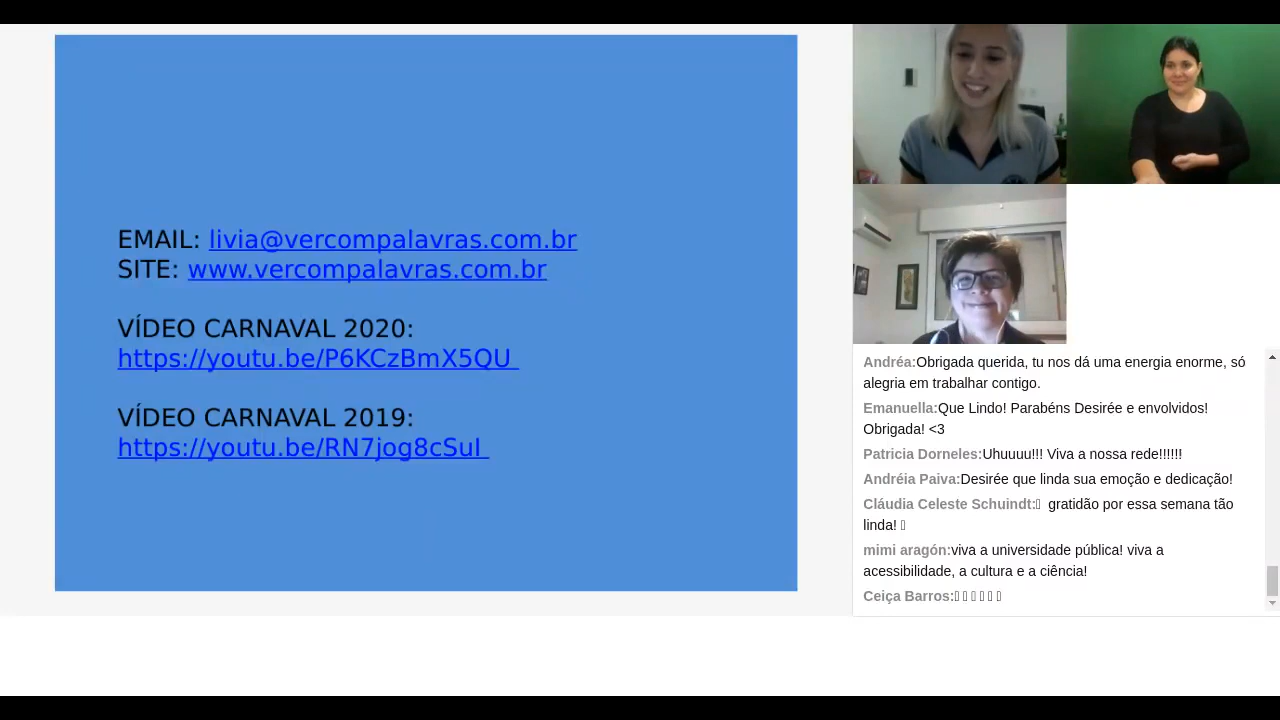 EMAIL: livia@vercompalavras.com.br
SITE: www.vercompalavras.com.br
VÍDEO CARNAVAL 2020:
https://youtu.be/P6KCzBmX5QU
VÍDEO CARNAVAL 2019:
https://youtu.be/RN7jog8cSuI
Andréa:Obrigada querida, tu nos dá uma energia enorme, só
alegria em trabalhar contigo.
Emanuella:Que Lindo! Parabéns Desirée e envolvidos!
Obrigada! <3
Patricia Dorneles:Uhuuuu!!! Viva a nossa rede!!!!!!
Andréia Paiva:Desirée que linda sua emoção e dedicação!
Cláudia Celeste Schuindt: gratidão por essa semana tão
linda!
mimi aragón:viva a universidade pública! viva a
acessibilidade, a cultura e a ciência!
Ceiça Barros: